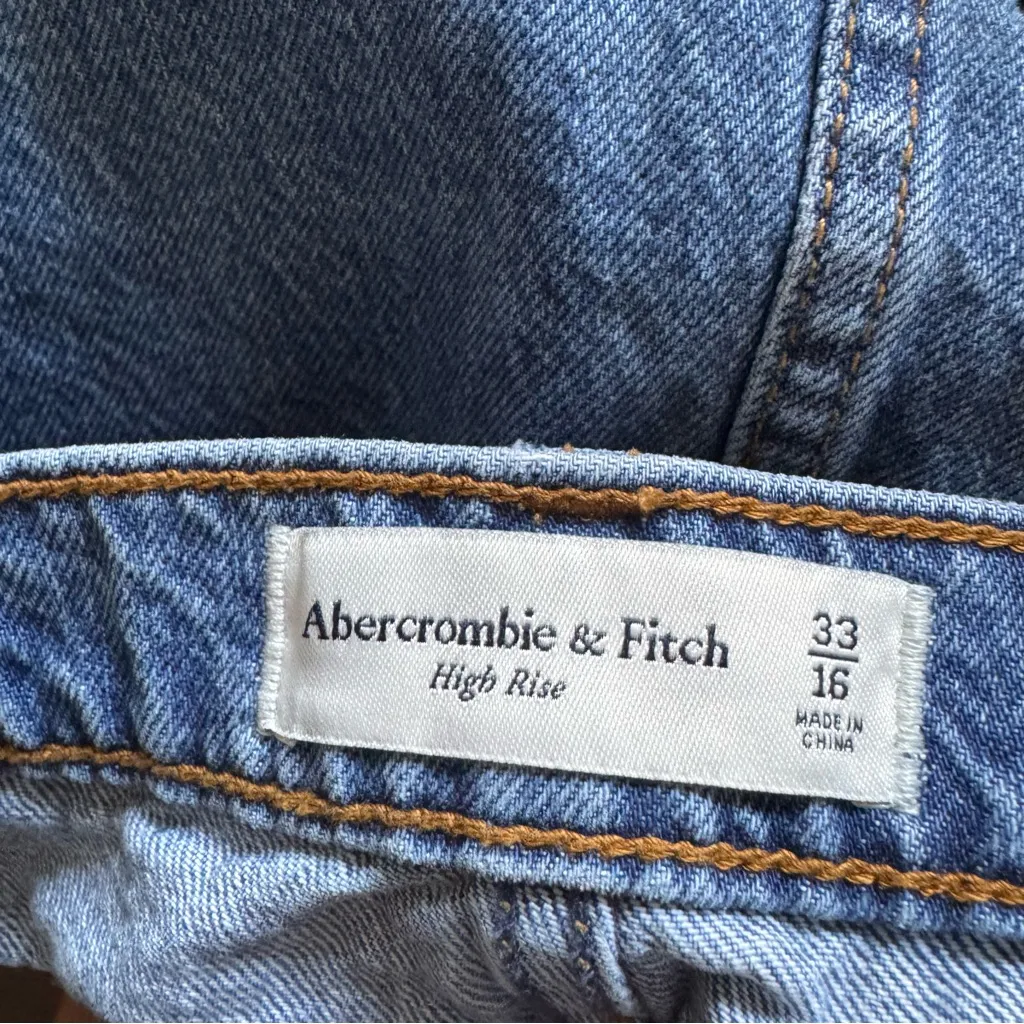 Abercrombie & Fitch
High Rise
33
16
MADE IN
CHINA